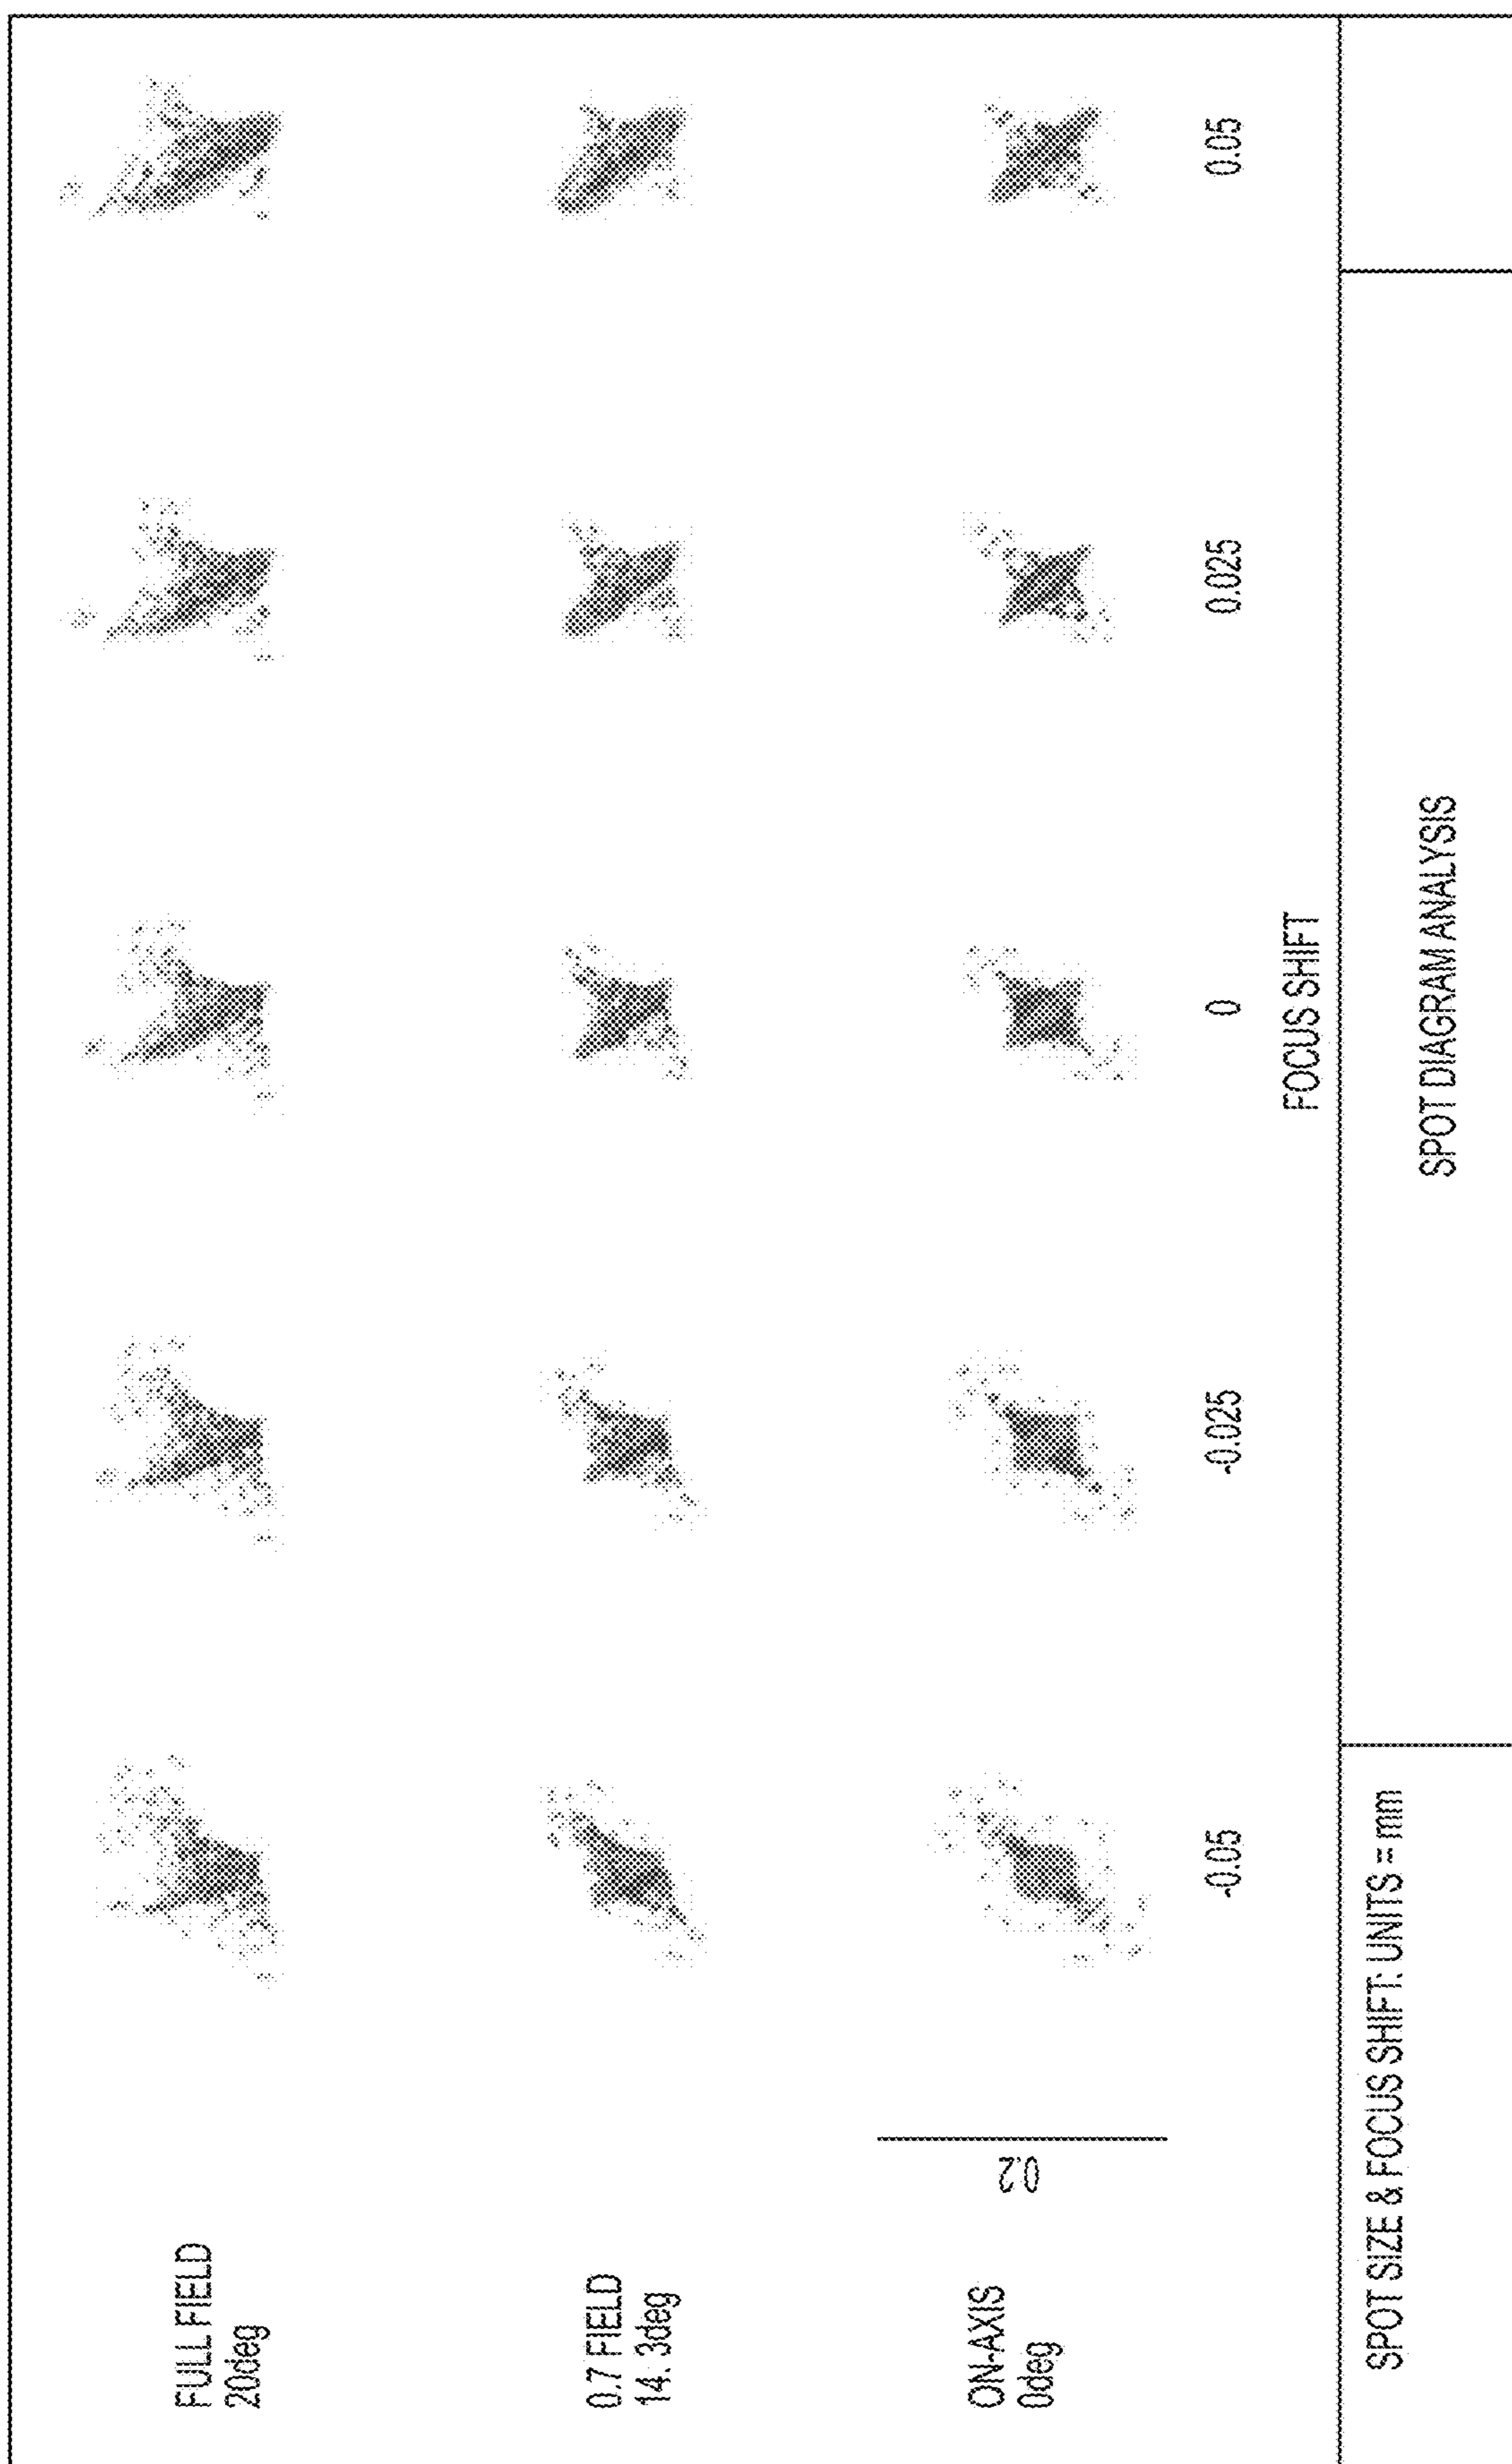 FULL FIELD
20deg
0.7 FIELD
14. 3deg
ON-AXIS
0deg
0.2
-0.05
-0.025
0
0.025
0.05
FOCUS SHIFT
SPOT SIZE & FOCUS SHIFT: UNITS = mm
SPOT DIAGRAM ANALYSIS